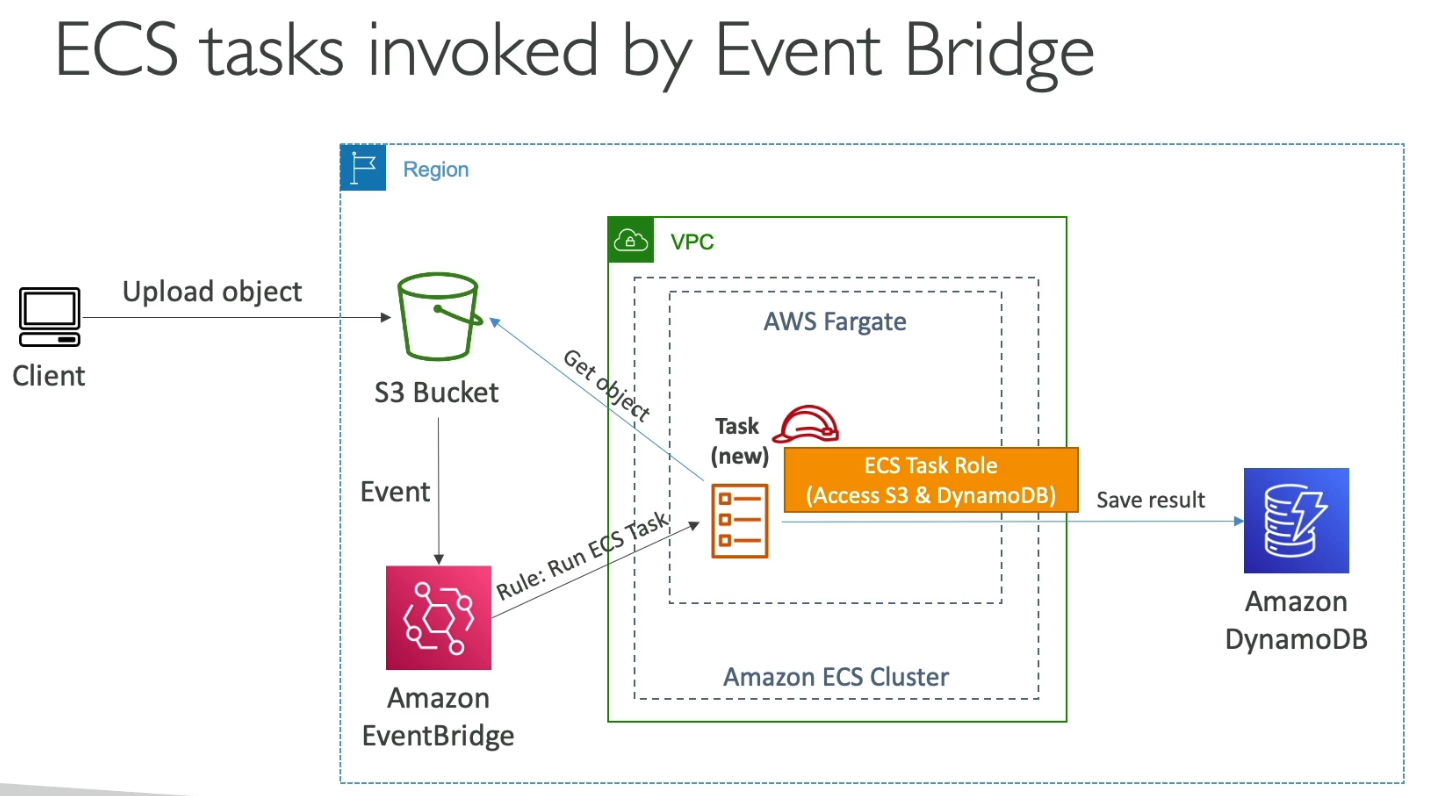 ECS tasks invoked by Event Bridge
Region
VPC
Upload object
AWS Fargate
Client
Get object
S3 Bucket
Task
(new)
ECS Task Role
(Access S3 & DynamoDB)
Event
Save result
Rule: Run ECS Task
Amazon
DynamoDB
Amazon ECS Cluster
Amazon
EventBridge